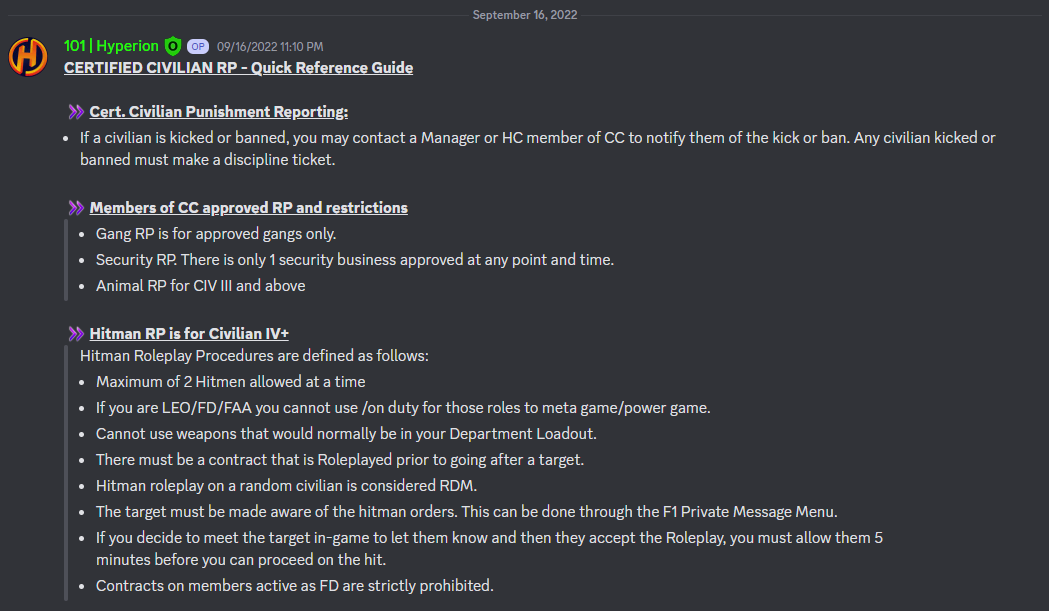 September 16, 2022
101 | Hyperion OP 09/16/2022 11:10 PM
CERTIFIED CIVILIAN RP - Quick Reference Guide
Cert. Civilian Punishment Reporting:
• If a civilian is kicked or banned, you may contact a Manager or HC member of CC to notify them of the kick or ban. Any civilian kicked or
banned must make a discipline ticket.
Members of CC approved RP and restrictions
• Gang RP is for approved gangs only.
• Security RP. There is only 1 security business approved at any point and time.
• Animal RP for CIV III and above
Hitman RP is for Civilian IV+
Hitman Roleplay Procedures are defined as follows:
• Maximum of 2 Hitmen allowed at a time
• If you are LEO/FD/FAA you cannot use /on duty for those roles to meta game/power game.
• Cannot use weapons that would normally be in your Department Loadout.
• There must be a contract that is Roleplayed prior to going after a target.
• Hitman roleplay on a random civilian is considered RDM.
• The target must be made aware of the hitman orders. This can be done through the F1 Private Message Menu.
• If you decide to meet the target in-game to let them know and then they accept the Roleplay, you must allow them 5
minutes before you can proceed on the hit.
• Contracts on members active as FD are strictly prohibited.